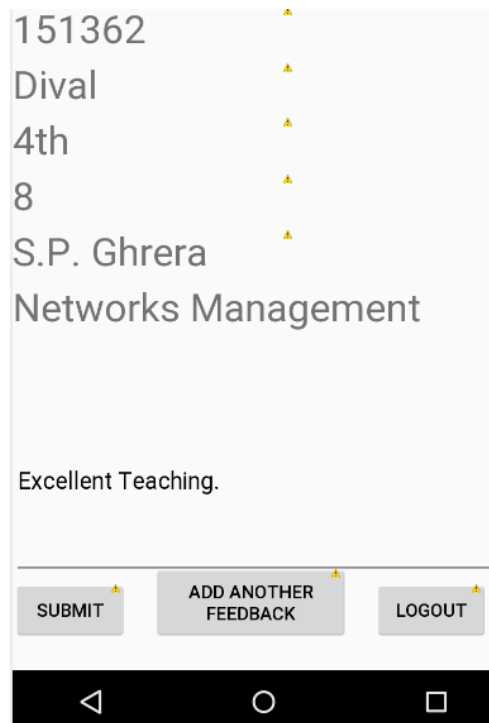 151362
Dival
4th
8
S.P. Ghrera
Networks Management
Excellent Teaching.
SUBMIT
ADD ANOTHER
FEEDBACK
LOGOUT